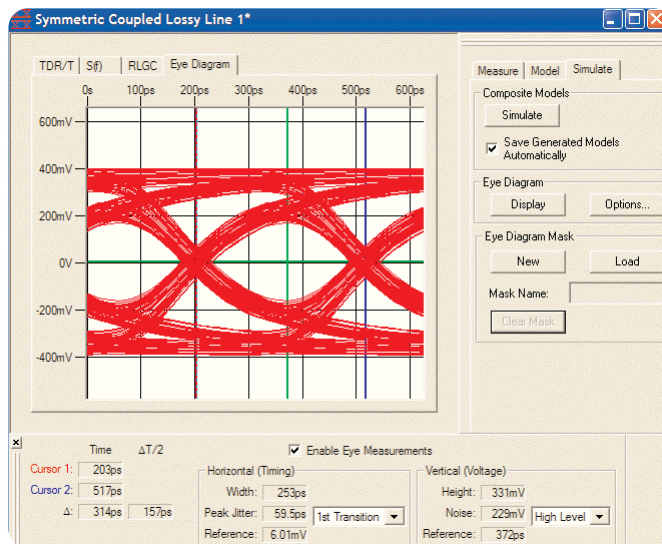 Symmetric Coupled Lossy Line 1*
TDR/T S(f) RLGC Eye Diagram
0s 100ps 200ps 300ps 400ps 500ps 600ps
600mV
400mV
200mV
0V
-200mV
-400mV
Measure Model Simulate
Composite Models
Simulate
Save Generated Models
Automatically
Eye Diagram
Display Options...
Eye Diagram Mask
New Load
Mask Name:
Clear Mask
Time ΔT/2
Cursor 1: 203ps
Cursor 2: 517ps
Δ: 314ps 157ps
Enable Eye Measurements
Horizontal (Timing)
Width: 253ps
Peak Jitter: 59.5ps 1st Transition
Reference: 6.01mV
Vertical (Voltage)
Height: 331mV
Noise: 229mV High Level
Reference: 372ps